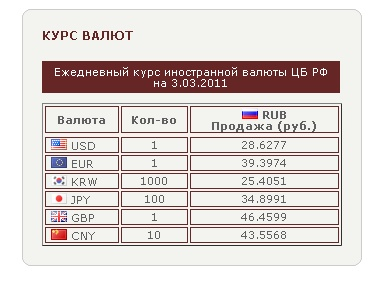 КУРС ВАЛЮТ
Ежедневный курс иностранной валюты ЦБ РФ
на 3.03.2011
Валюта Кол-во RUB
Продажа (руб.)
USD 1 28.6277
EUR 1 39.3974
KRW 1000 25.4051
JPY 100 34.8991
GBP 1 46.4599
CNY 10 43.5568